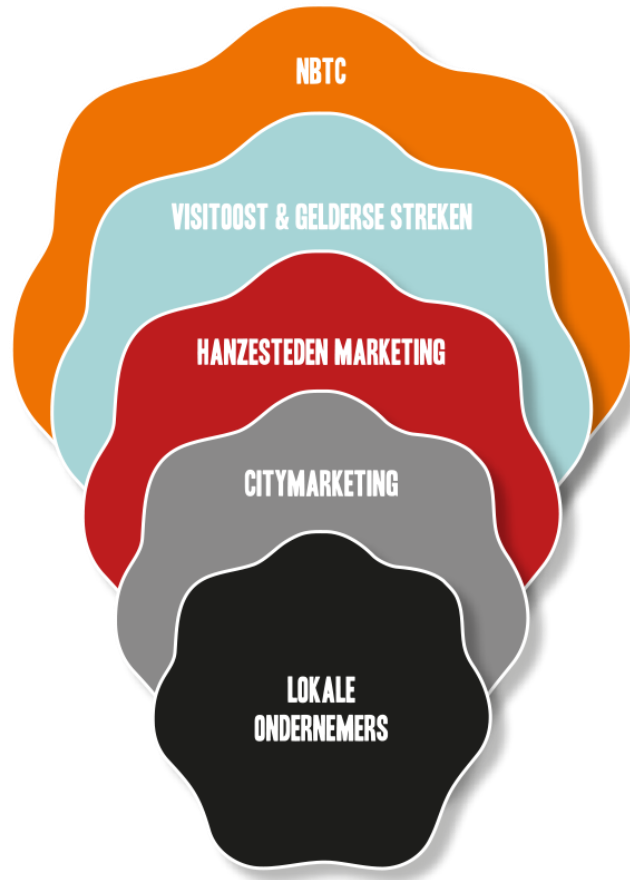 NBTC
VISITOOST & GELDERSE STREKEN
HANZESTEDEN MARKETING
CITYMARKETING
LOKALE
ONDERNEMERS